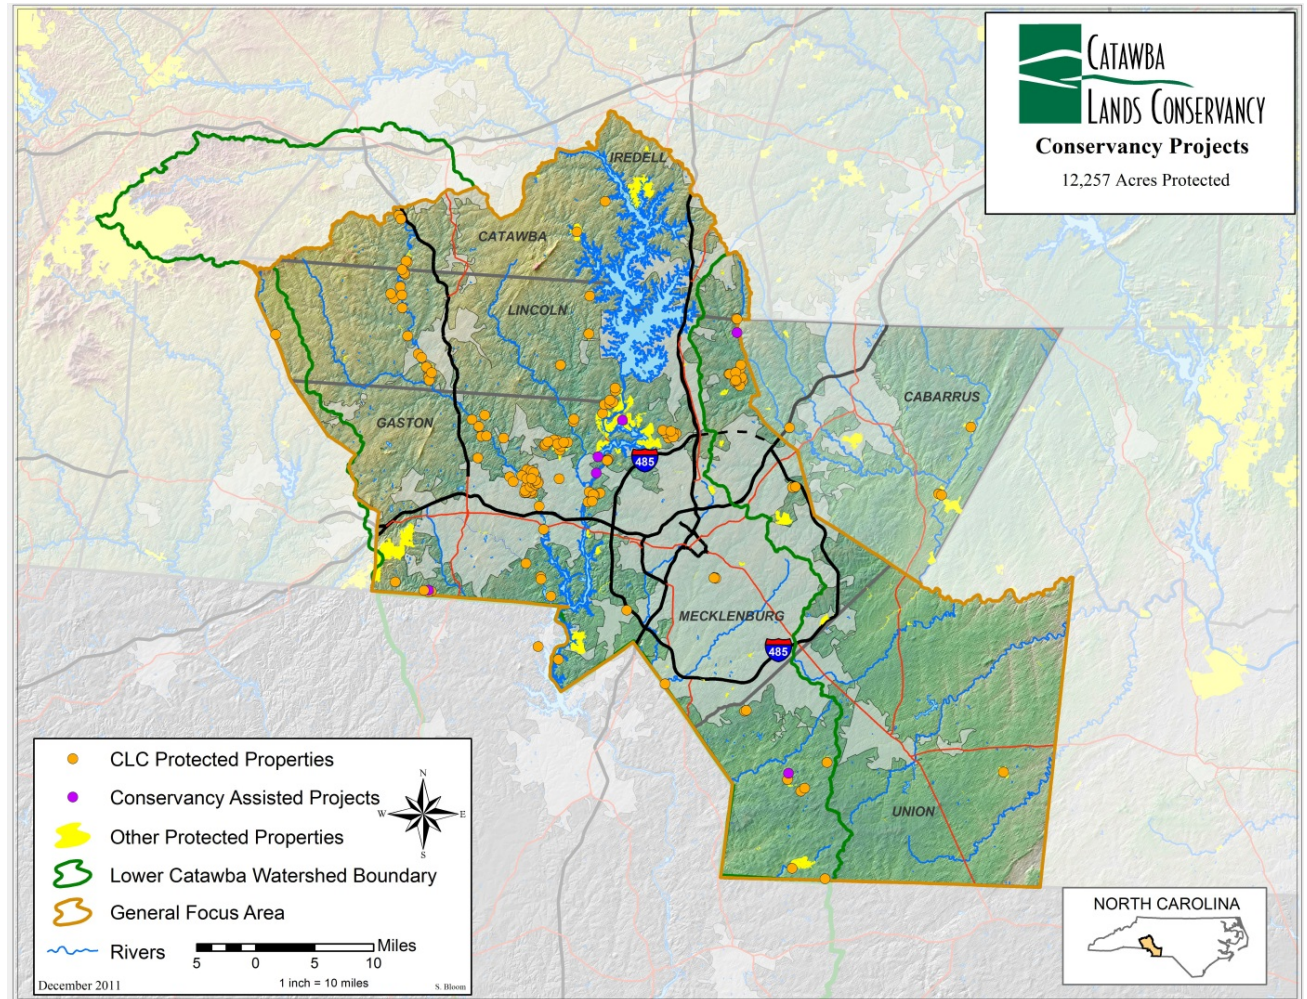 CATAWBA
LANDS CONSERVANCY
Conservancy Projects
12,257 Acres Protected
IREDELL
CATAWBA
LINCOLN
CABARRUS
GASTON
485
MECKLENBURG
485
UNION
CLC Protected Properties
Conservancy Assisted Projects
Other Protected Properties
Lower Catawba Watershed Boundary
General Focus Area
Rivers
N
W
E
S
Miles
5 0 5 10
1 inch = 10 miles
December 2011
S. Bloom
NORTH CAROLINA